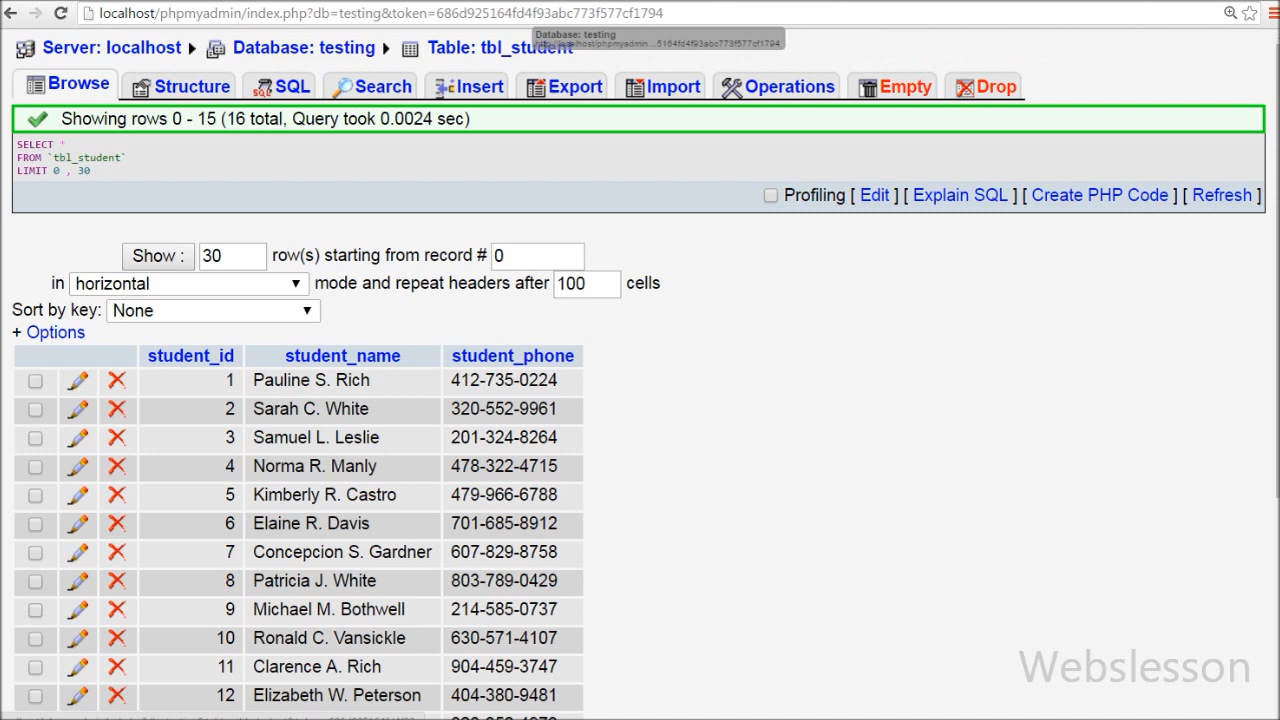 localhost/phpmyadmin/index.php?db=testing&token=686d925164fd4f93abc773f577cf1794
Database: testing
Server: localhost Database: testing Table: tbl_student
Browse Structure SQL Search Insert Export Import Operations Empty Drop
Showing rows 0 - 15 (16 total, Query took 0.0024 sec)
SELECT *
FROM `tbl_student`
LIMIT 0 , 30
Profiling [ Edit ] [ Explain SQL ] [ Create PHP Code ] [ Refresh ]
Show : 30 row(s) starting from record # 0
in horizontal mode and repeat headers after 100 cells
Sort by key: None
+ Options
student_id student_name student_phone
1 Pauline S. Rich 412-735-0224
2 Sarah C. White 320-552-9961
3 Samuel L. Leslie 201-324-8264
4 Norma R. Manly 478-322-4715
5 Kimberly R. Castro 479-966-6788
6 Elaine R. Davis 701-685-8912
7 Concepcion S. Gardner 607-829-8758
8 Patricia J. White 803-789-0429
9 Michael M. Bothwell 214-585-0737
10 Ronald C. Vansickle 630-571-4107
11 Clarence A. Rich 904-459-3747
12 Elizabeth W. Peterson 404-380-9481
Webslesson